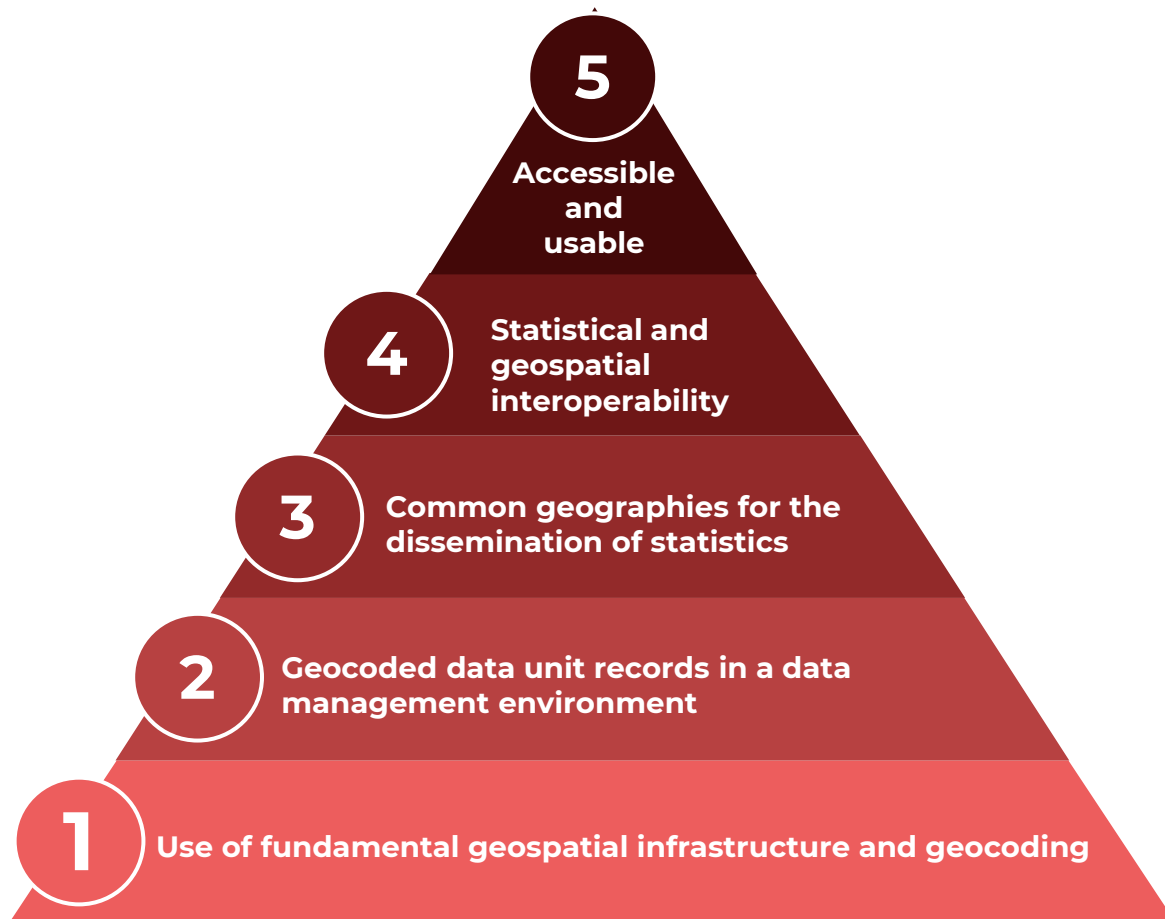 5
Accessible
and
usable
4
Statistical and
geospatial
interoperability
3
Common geographies for the
dissemination of statistics
2
Geocoded data unit records in a data
management environment
1
Use of fundamental geospatial infrastructure and geocoding